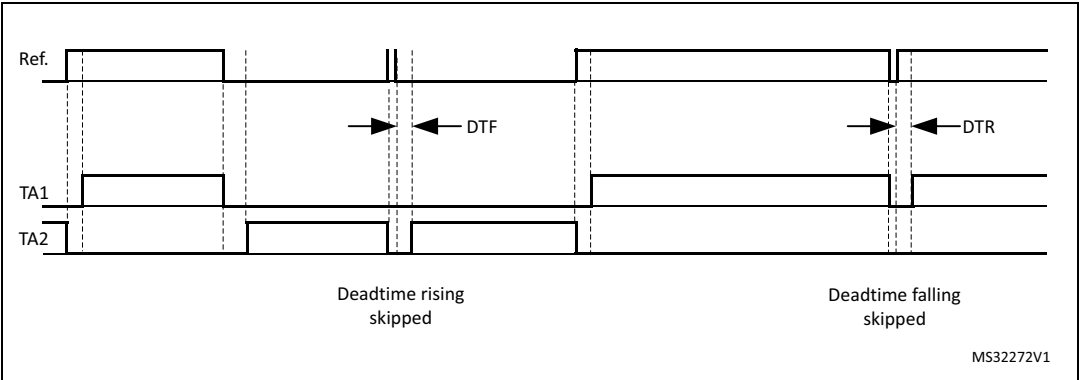 Ref.
DTF
DTR
TA1
TA2
Deadtime rising
skipped
Deadtime falling
skipped
MS32272V1